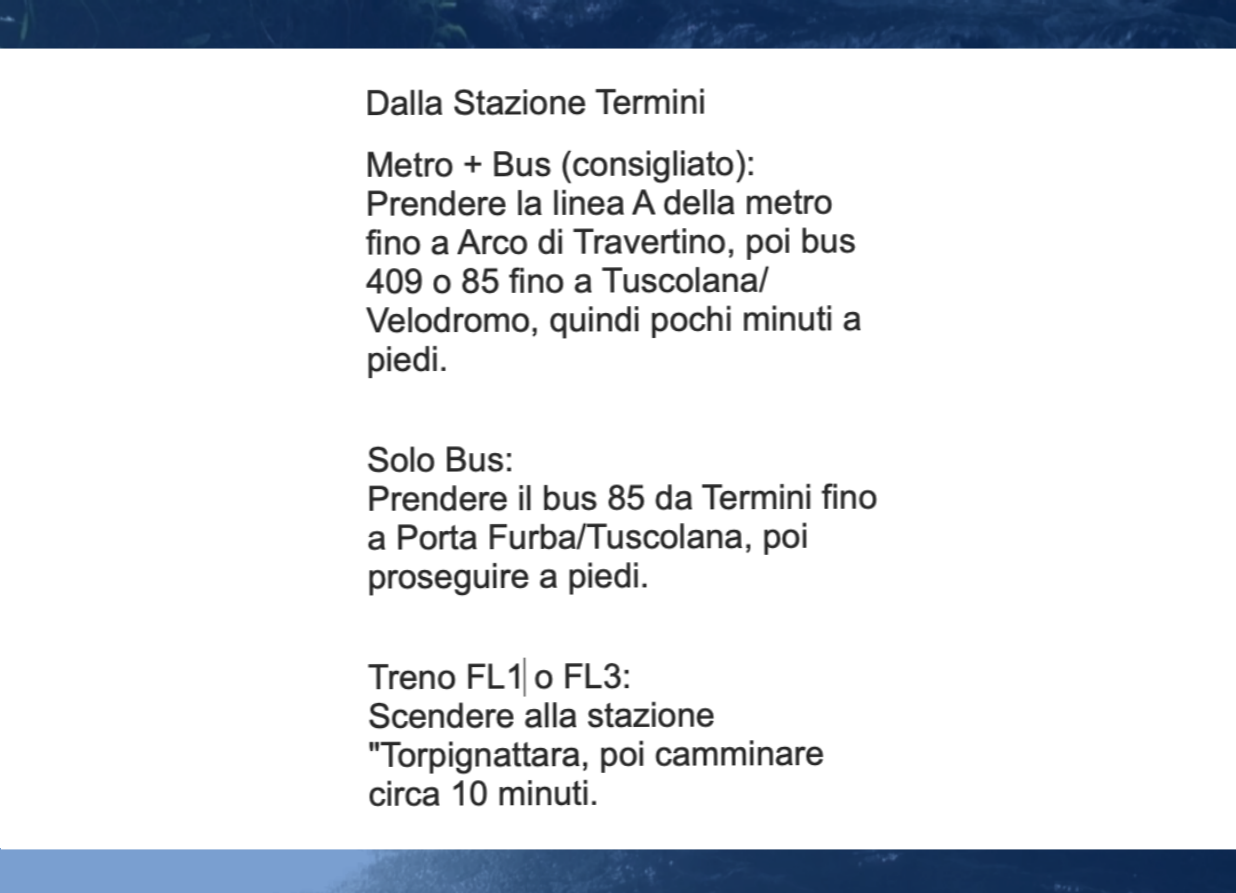 Dalla Stazione Termini
Metro + Bus (consigliato):
Prendere la linea A della metro
fino a Arco di Travertino, poi bus
409 o 85 fino a Tuscolana/
Velodromo, quindi pochi minuti a
piedi.
Solo Bus:
Prendere il bus 85 da Termini fino
a Porta Furba/Tuscolana, poi
proseguire a piedi.
Treno FL1 o FL3:
Scendere alla stazione
"Torpignattara, poi camminare
circa 10 minuti.